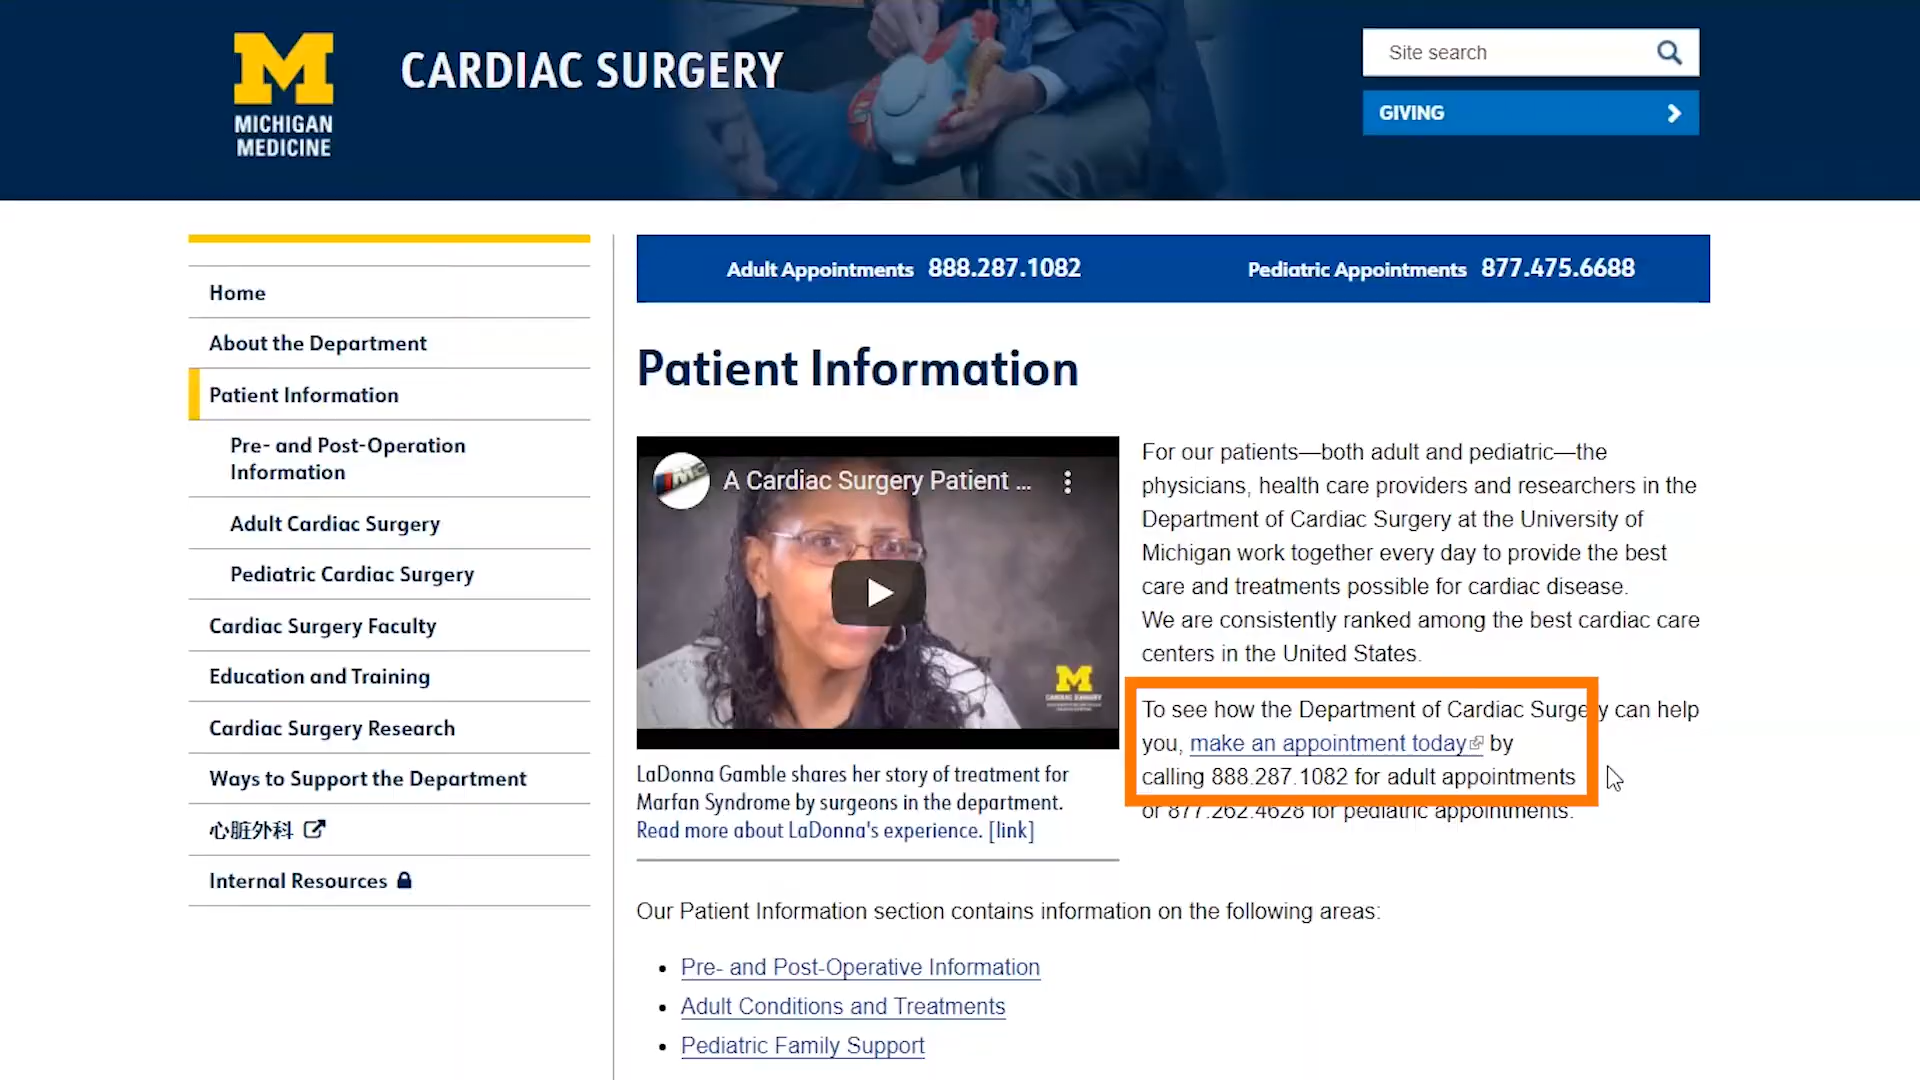 MICHIGAN
MEDICINE
CARDIAC SURGERY
Site search
GIVING
Home
About the Department
Patient Information
Pre- and Post-Operation
Information
Adult Cardiac Surgery
Pediatric Cardiac Surgery
Cardiac Surgery Faculty
Education and Training
Cardiac Surgery Research
Ways to Support the Department
心脏外科
Internal Resources
Adult Appointments 888.287.1082
Pediatric Appointments 877.475.6688
Patient Information
A Cardiac Surgery Patient ...
LaDonna Gamble shares her story of treatment for
Marfan Syndrome by surgeons in the department.
Read more about LaDonna's experience. [link]
For our patients—both adult and pediatric—the
physicians, health care providers and researchers in the
Department of Cardiac Surgery at the University of
Michigan work together every day to provide the best
care and treatments possible for cardiac disease.
We are consistently ranked among the best cardiac care
centers in the United States.
To see how the Department of Cardiac Surgery can help
you, make an appointment today by
calling 888.287.1082 for adult appointments
or 877.262.4628 for pediatric appointments.
Our Patient Information section contains information on the following areas:
Pre- and Post-Operative Information
Adult Conditions and Treatments
Pediatric Family Support